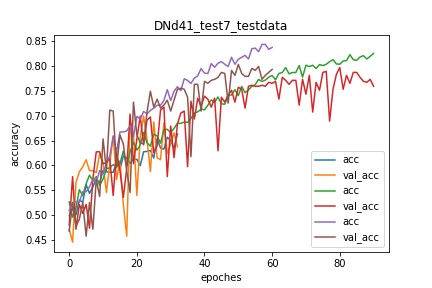 DNd41_test7_testdata
0.85
0.80
0.75
0.70
0.65
0.60
0.55
0.50
0.45
accuracy
acc
val_acc
acc
val_acc
acc
val_acc
0 20 40 60 80
epoches